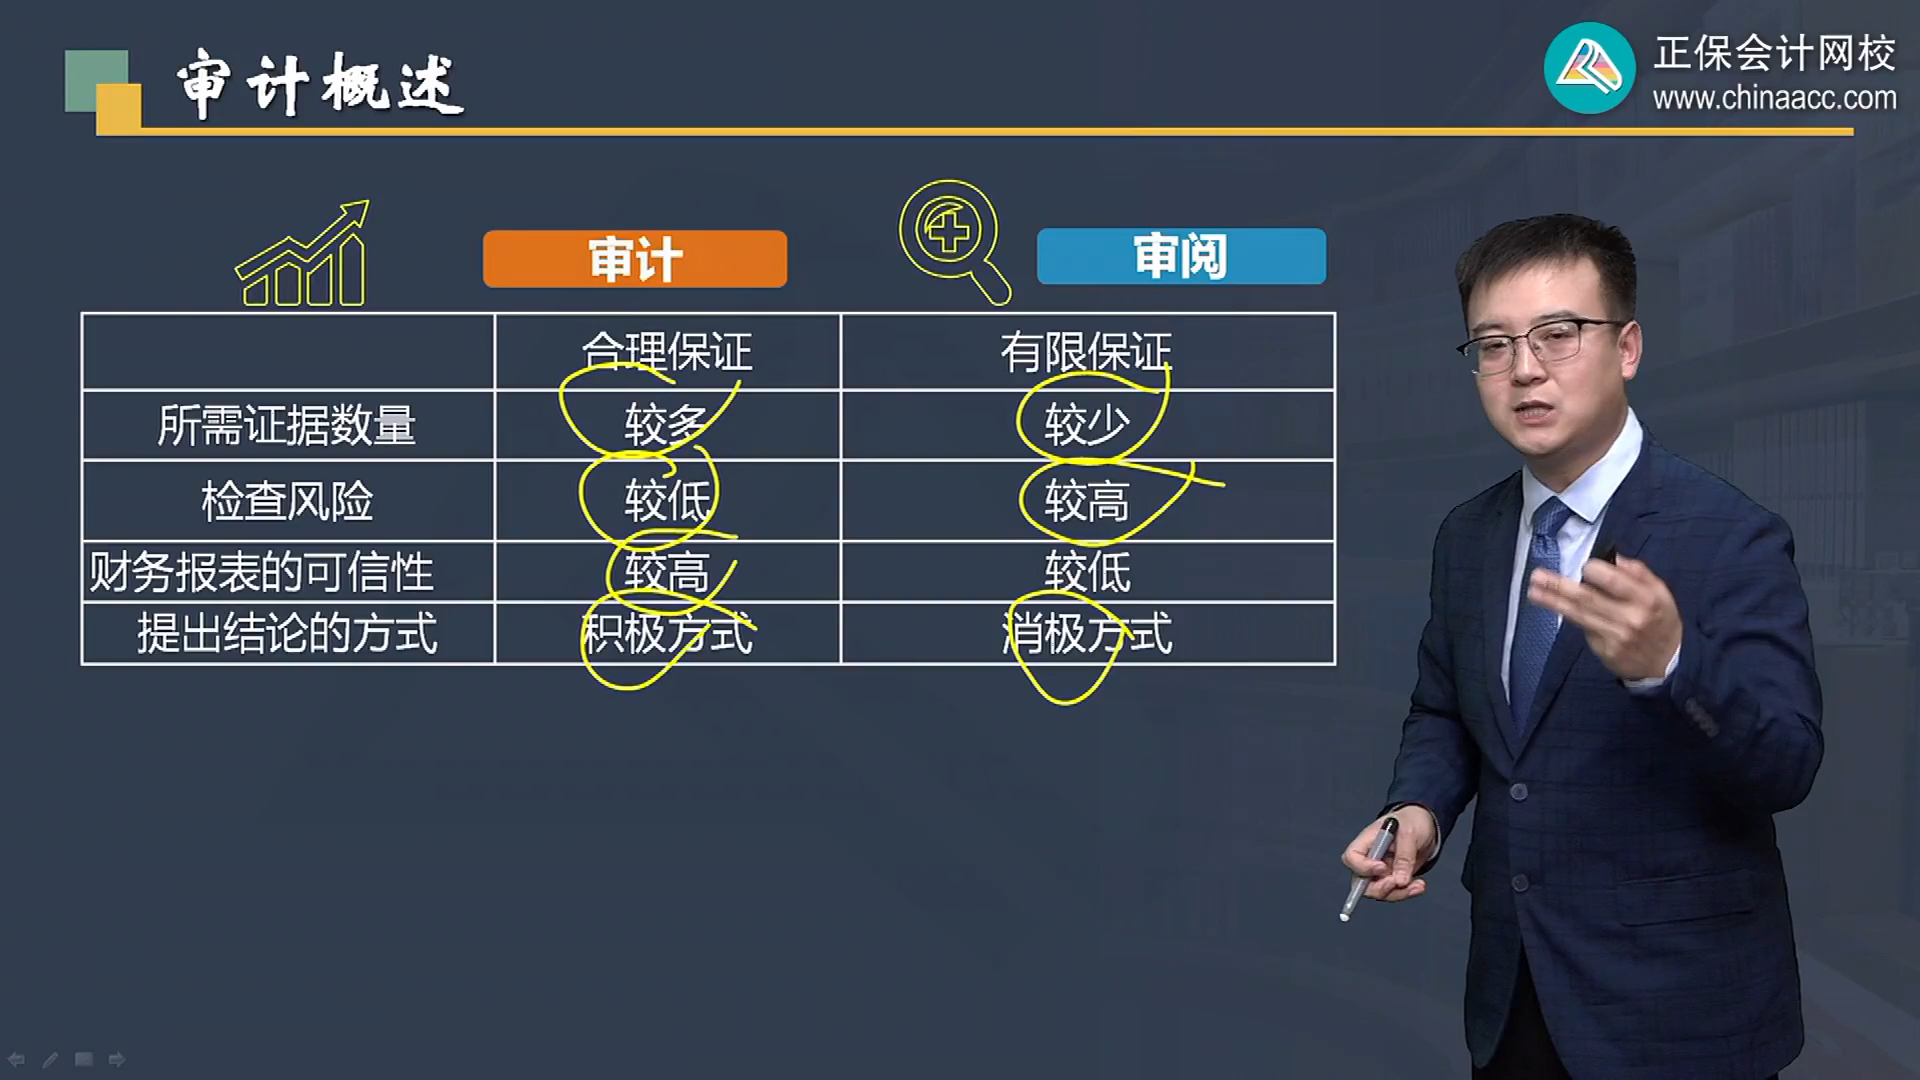 审计概述
正保会计网校
www.chinaacc.com
审计
审阅
合理保证
有限保证
所需证据数量
较多
较少
检查风险
较低
较高
财务报表的可信性
较高
较低
提出结论的方式
积极方式
消极方式